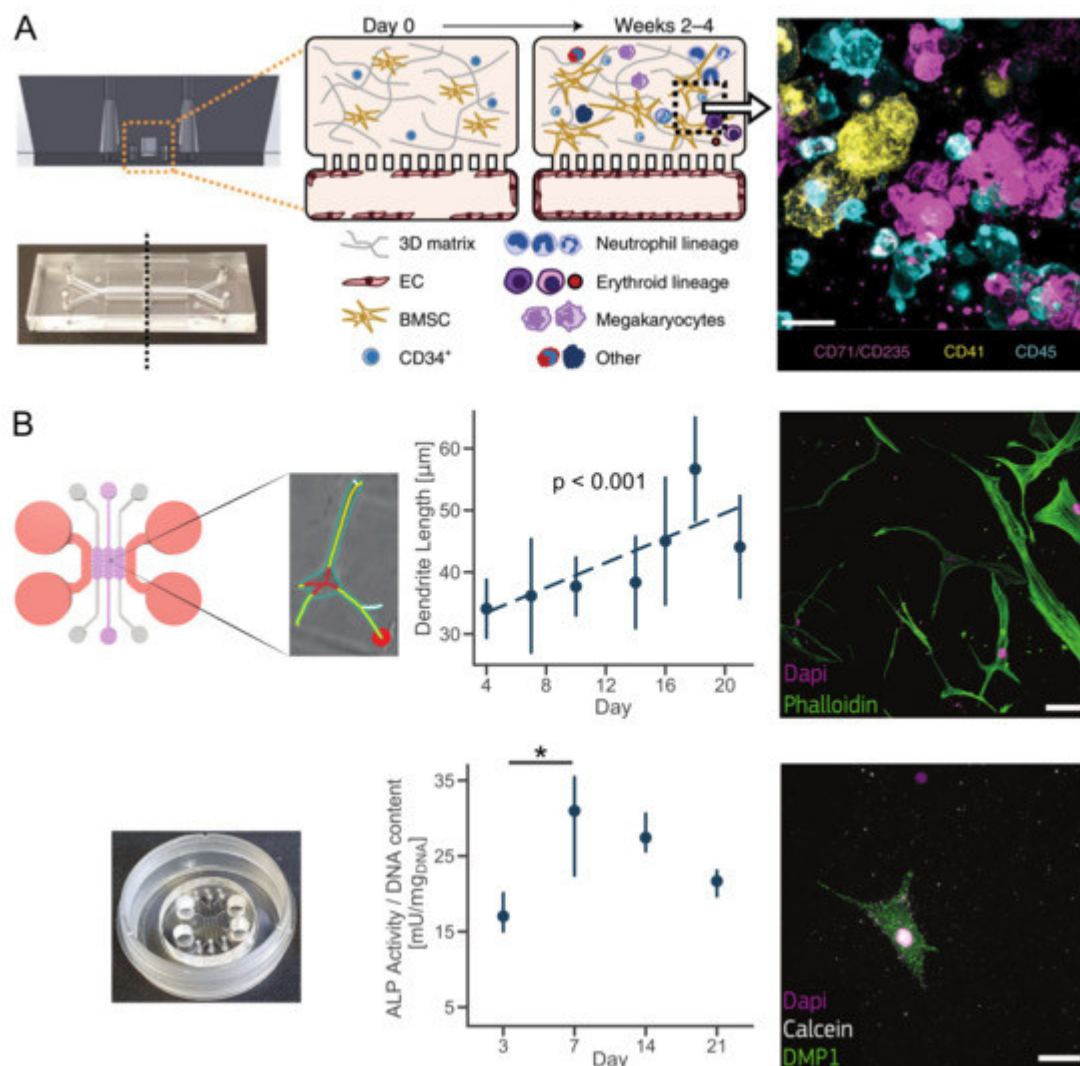 A
Day 0
Weeks 2–4
3D matrix
EC
BMSC
CD34⁺
Neutrophil lineage
Erythroid lineage
Megakaryocytes
Other
CD71/CD235 CD41 CD45
B
Dendrite Length [µm]
60
50
40
30
p < 0.001
4 8 12 16 20
Day
Dapi
Phalloidin
ALP Activity / DNA content
[mU/mgDNA]
35
25
15
5
*
3 7 14 21
Day
Dapi
Calcein
DMP1